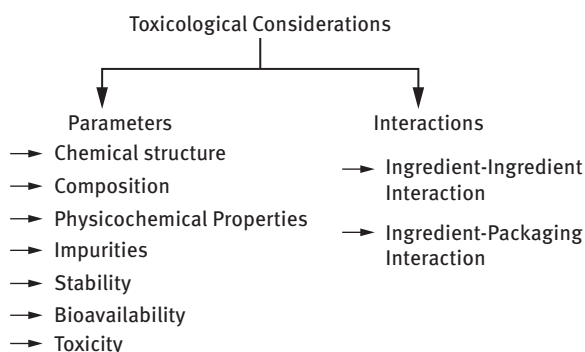 Toxicological Considerations
Parameters
Chemical structure
Composition
Physicochemical Properties
Impurities
Stability
Bioavailability
Toxicity
Interactions
Ingredient-Ingredient
Interaction
Ingredient-Packaging
Interaction